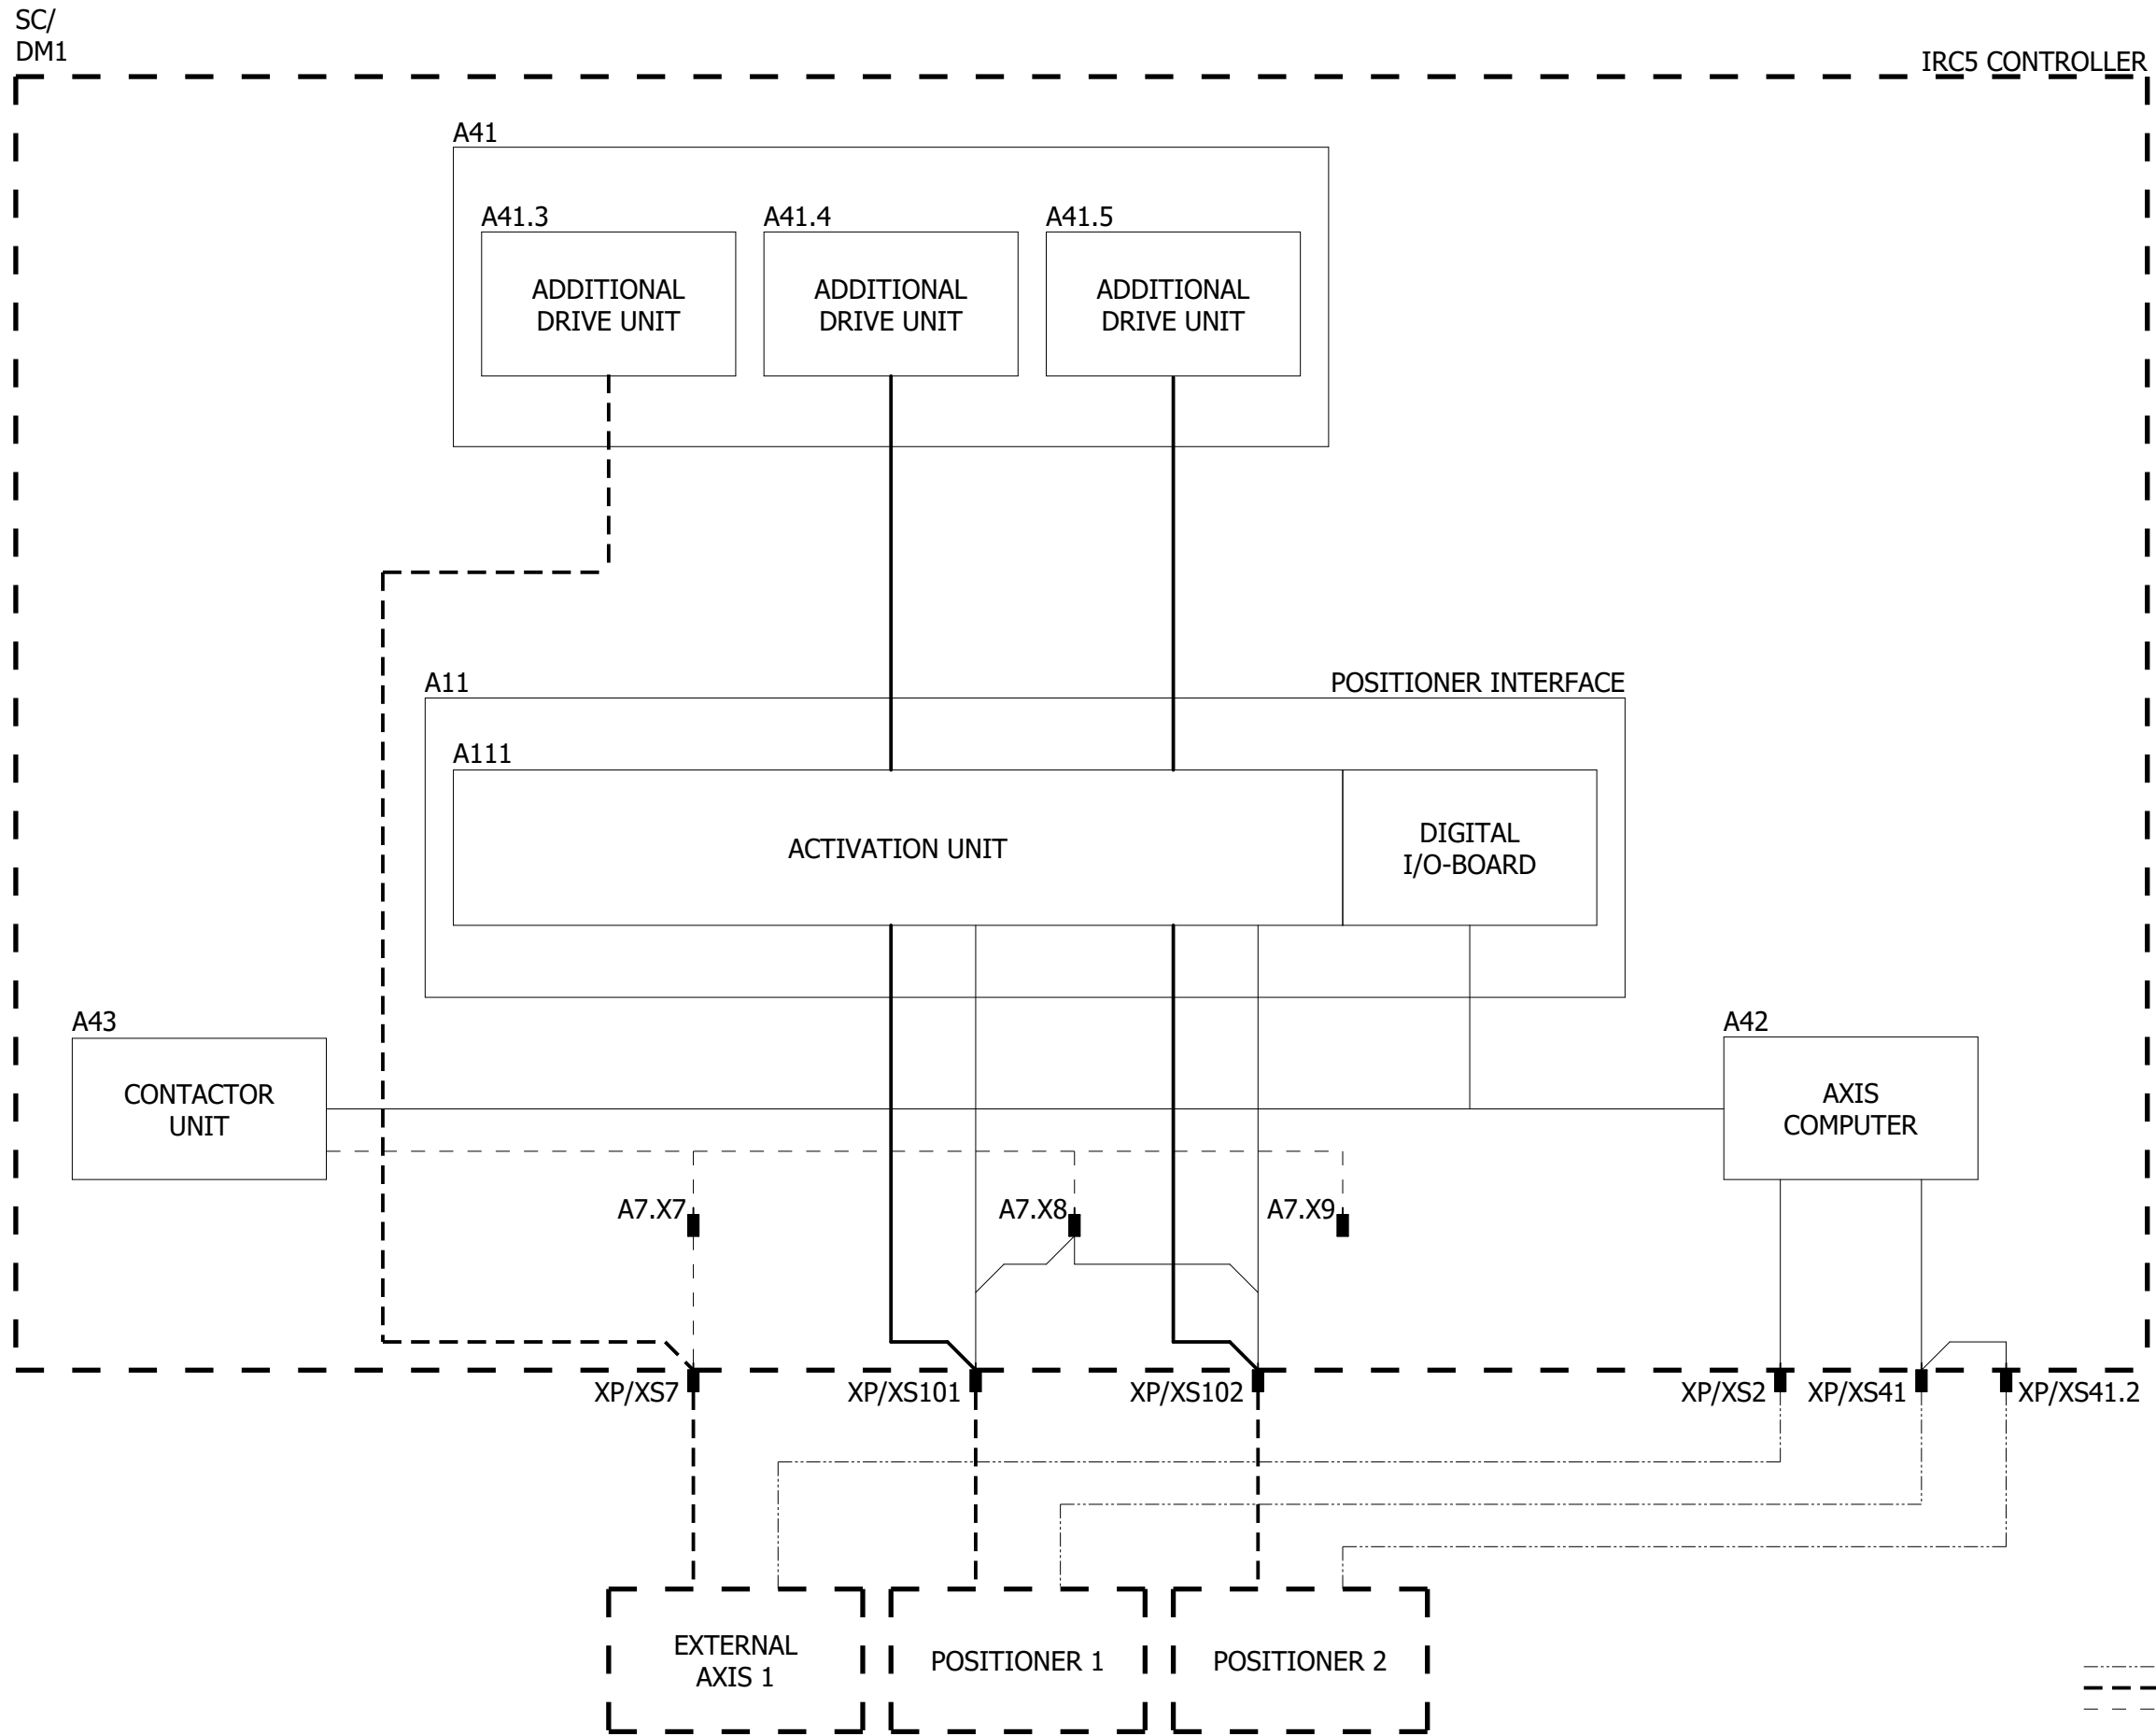 SC/
DM1
IRC5 CONTROLLER
A41
A41.3
A41.4
A41.5
ADDITIONAL
DRIVE UNIT
ADDITIONAL
DRIVE UNIT
ADDITIONAL
DRIVE UNIT
A11
POSITIONER INTERFACE
A111
ACTIVATION UNIT
DIGITAL
I/O-BOARD
A43
CONTACTOR
UNIT
A42
AXIS
COMPUTER
A7.X7
A7.X8
A7.X9
XP/XS7
XP/XS101
XP/XS102
XP/XS2
XP/XS41
XP/XS41.2
EXTERNAL
AXIS 1
POSITIONER 1
POSITIONER 2